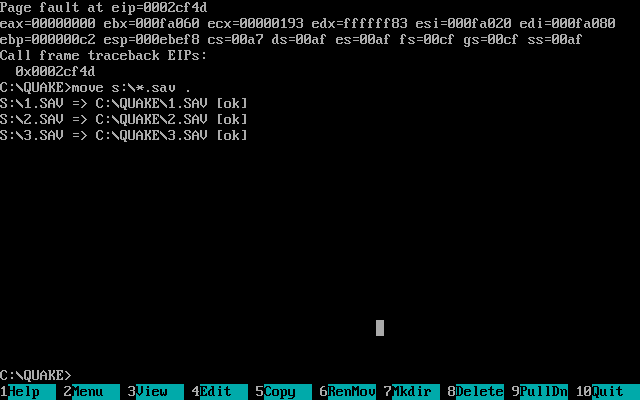 Page fault at eip=0002cf4d
eax=00000000 ebx=000fa060 ecx=00000193 edx=ffffff83 esi=000fa020 edi=000fa080
ebp=000000c2 esp=000ebef8 cs=00a7 ds=00af es=00af fs=00cf gs=00cf ss=00af
Call frame traceback EIPs:
  0x0002cf4d
C:\QUAKE>move s:\*.sav .
S:\1.SAV => C:\QUAKE\1.SAV [ok]
S:\2.SAV => C:\QUAKE\2.SAV [ok]
S:\3.SAV => C:\QUAKE\3.SAV [ok]
C:\QUAKE>
1Help 2Menu 3View 4Edit 5Copy 6RenMov 7Mkdir 8Delete 9PullDn 10Quit